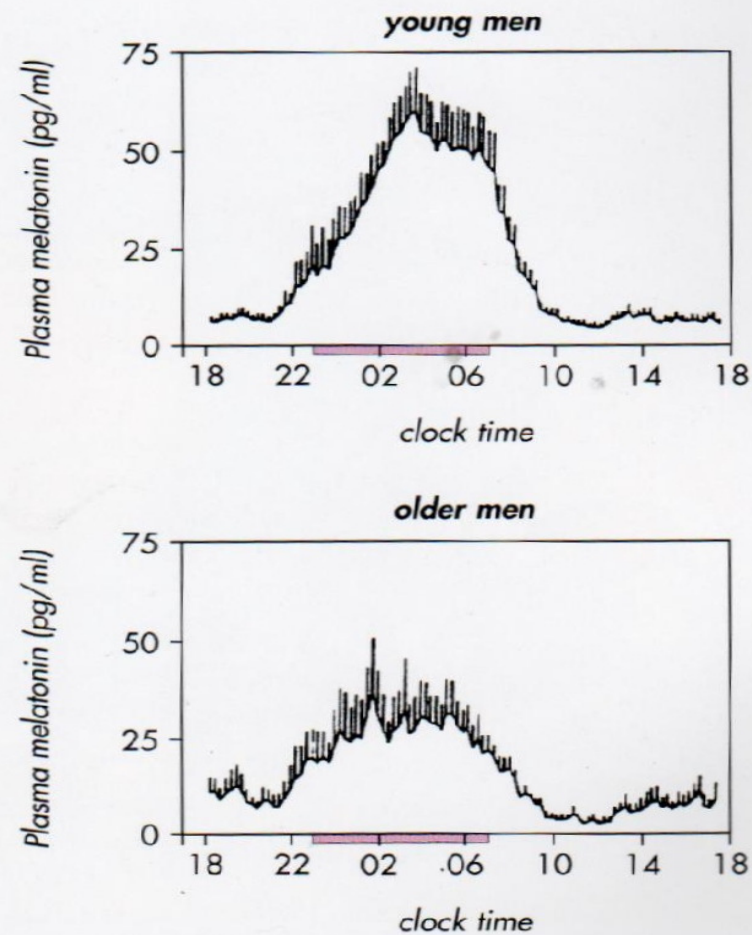 young men
Plasma melatonin (pg/ml)
75
50
25
0
18 22 02 06 10 14 18
clock time
older men
Plasma melatonin (pg/ml)
75
50
25
0
18 22 02 06 10 14 18
clock time